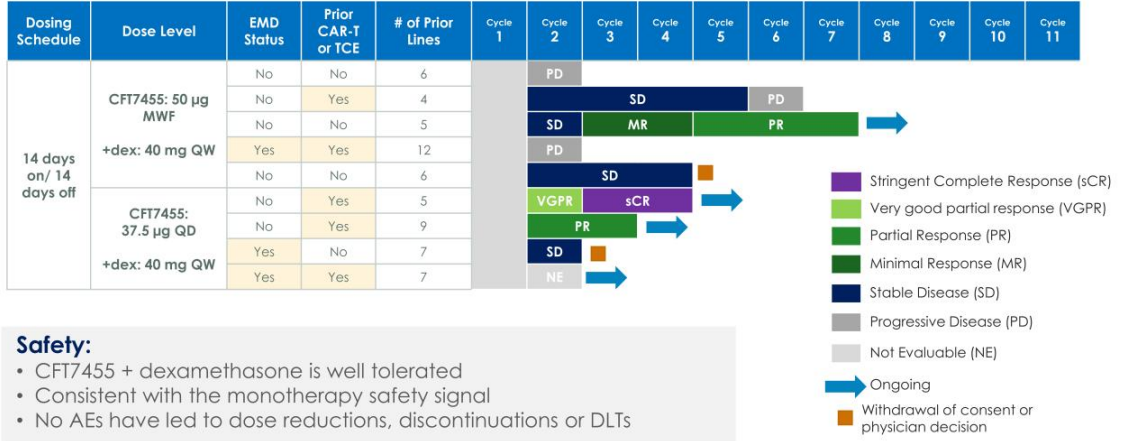 Dosing Schedule
Dose Level
EMD Status
Prior CAR-T or TCE
# of Prior Lines
Cycle 1
Cycle 2
Cycle 3
Cycle 4
Cycle 5
Cycle 6
Cycle 7
Cycle 8
Cycle 9
Cycle 10
Cycle 11
14 days
on/ 14
days off
CFT7455: 50 µg
MWF
+dex: 40 mg QW
No No 6 PD
No Yes 4 SD PD
No No 5 SD MR PR
Yes Yes 12 PD
No No 6 SD
CFT7455:
37.5 µg QD
+dex: 40 mg QW
No Yes 5 VGPR sCR
No Yes 9 PR
Yes No 7 SD
Yes Yes 7 NE
Stringent Complete Response (sCR)
Very good partial response (VGPR)
Partial Response (PR)
Minimal Response (MR)
Stable Disease (SD)
Progressive Disease (PD)
Not Evaluable (NE)
Ongoing
Withdrawal of consent or
physician decision
Safety:
• CFT7455 + dexamethasone is well tolerated
• Consistent with the monotherapy safety signal
• No AEs have led to dose reductions, discontinuations or DLTs